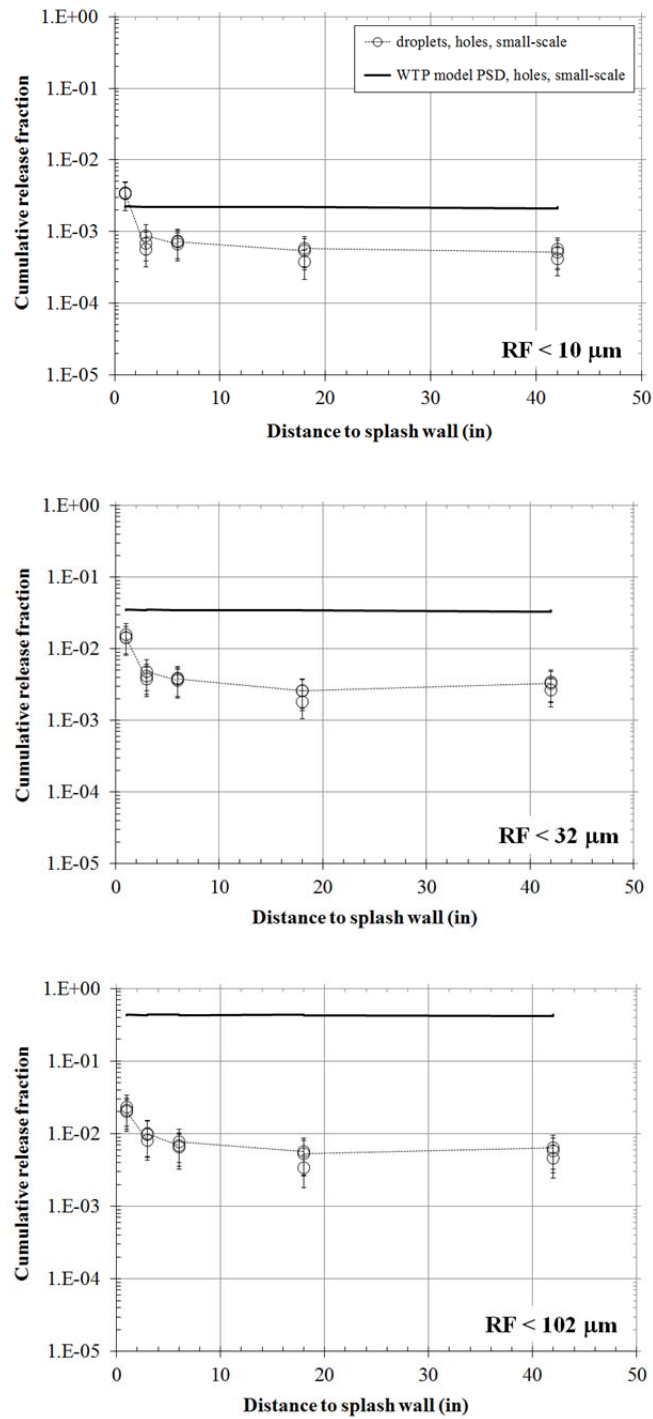 1.E+00
droplets, holes, small-scale
WTP model PSD, holes, small-scale
1.E-01
1.E-02
1.E-03
1.E-04
1.E-05
Cumulative release fraction
RF < 10 µm
0 10 20 30 40 50
Distance to splash wall (in)
1.E+00
1.E-01
1.E-02
1.E-03
1.E-04
1.E-05
Cumulative release fraction
RF < 32 µm
0 10 20 30 40 50
Distance to splash wall (in)
1.E+00
1.E-01
1.E-02
1.E-03
1.E-04
1.E-05
Cumulative release fraction
RF < 102 µm
0 10 20 30 40 50
Distance to splash wall (in)